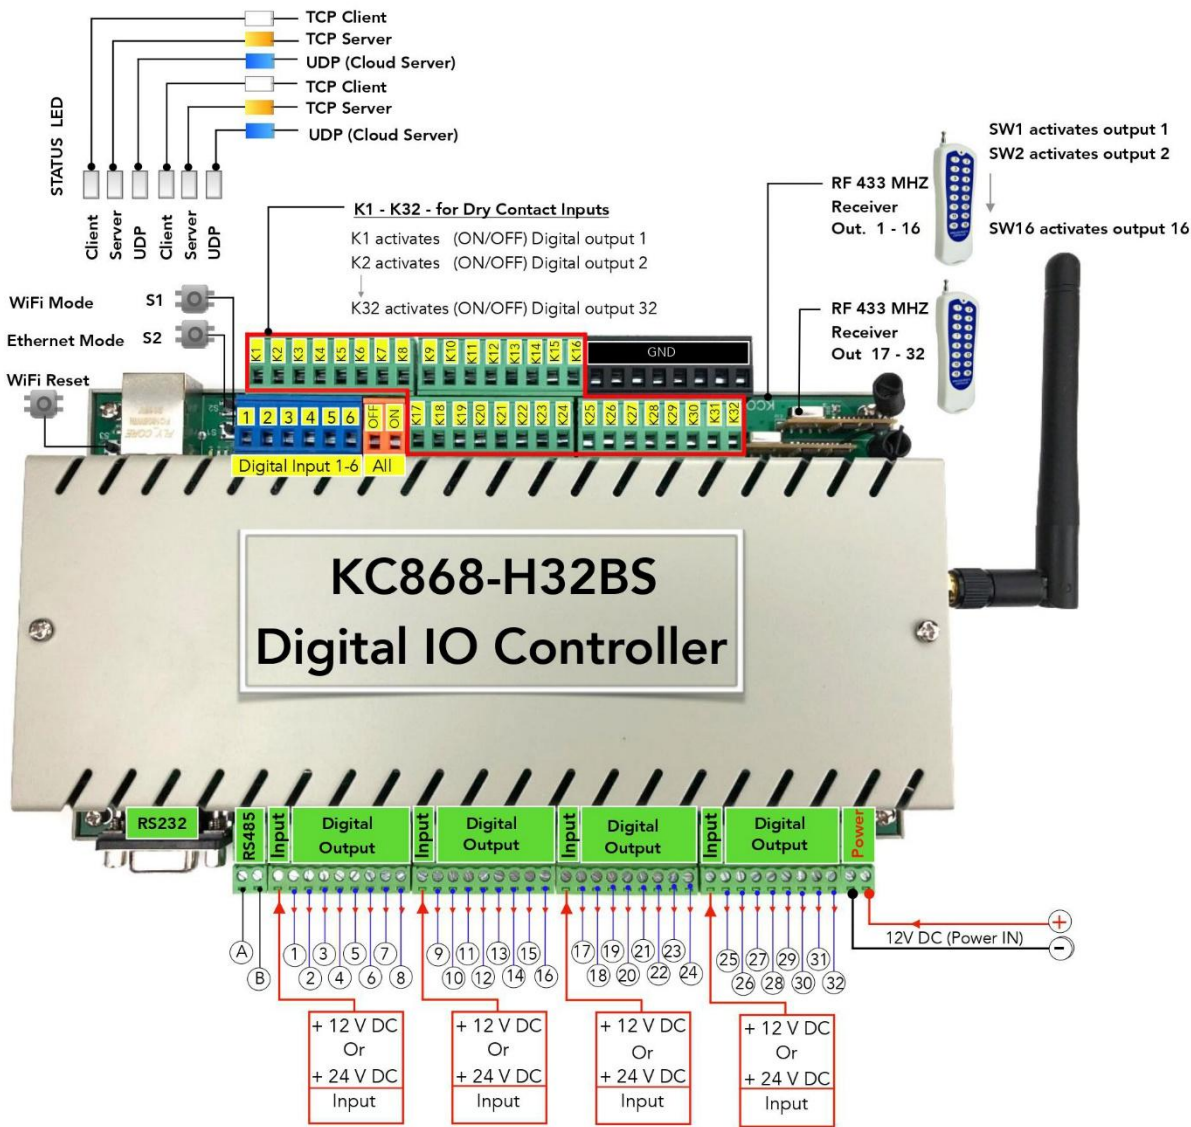 TCP Client
TCP Server
UDP (Cloud Server)
TCP Client
TCP Server
UDP (Cloud Server)
STATUS LED
Client
Server
UDP
Client
Server
UDP
K1 - K32 - for Dry Contact Inputs
K1 activates (ON/OFF) Digital output 1
K2 activates (ON/OFF) Digital output 2
K32 activates (ON/OFF) Digital output 32
RF 433 MHZ
Receiver
Out. 1 - 16
SW1 activates output 1
SW2 activates output 2
SW16 activates output 16
RF 433 MHZ
Receiver
Out 17 - 32
WiFi Mode S1
Ethernet Mode S2
WiFi Reset
K1 K2 K3 K4 K5 K6 K7 K8 K9 K10 K11 K12 K13 K14 K15 K16
GND
1 2 3 4 5 6 OFF ON
K17 K18 K19 K20 K21 K22 K23 K24 K25 K26 K27 K28 K29 K30 K31 K32
Digital Input 1-6 All
KC868-H32BS
Digital IO Controller
RS232
RS485
Input
Digital
Output
Input
Digital
Output
Input
Digital
Output
Input
Digital
Output
Power
A B
1 2 3 4 5 6 7 8
9 10 11 12 13 14 15 16
17 18 19 20 21 22 23 24
25 26 27 28 29 30 31 32
12V DC (Power IN)
+
-
+ 12 V DC
Or
+ 24 V DC
Input
+ 12 V DC
Or
+ 24 V DC
Input
+ 12 V DC
Or
+ 24 V DC
Input
+ 12 V DC
Or
+ 24 V DC
Input